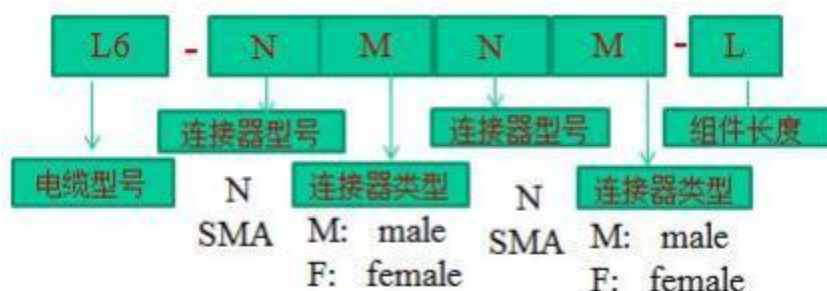 L6 - N M N M - L
连接器型号 连接器型号 组件长度
电缆型号 N 连接器类型 N 连接器类型
SMA M: male SMA M: male
F: female F: female